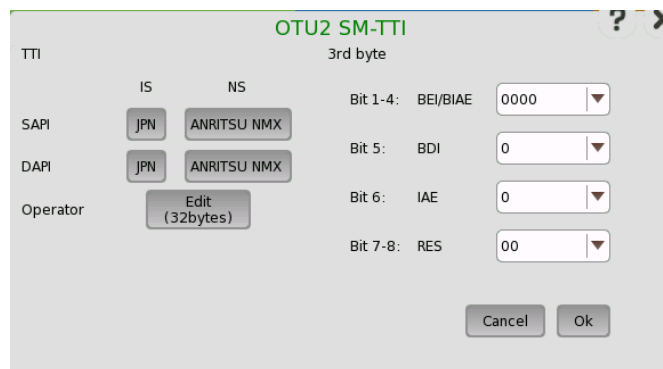 OTU2 SM-TTI
?
TTI
3rd byte
IS NS
SAPI JPN ANRITSU NMX
DAPI JPN ANRITSU NMX
Operator Edit
(32bytes)
Bit 1-4: BEI/BIAE 0000
Bit 5: BDI 0
Bit 6: IAE 0
Bit 7-8: RES 00
Cancel Ok